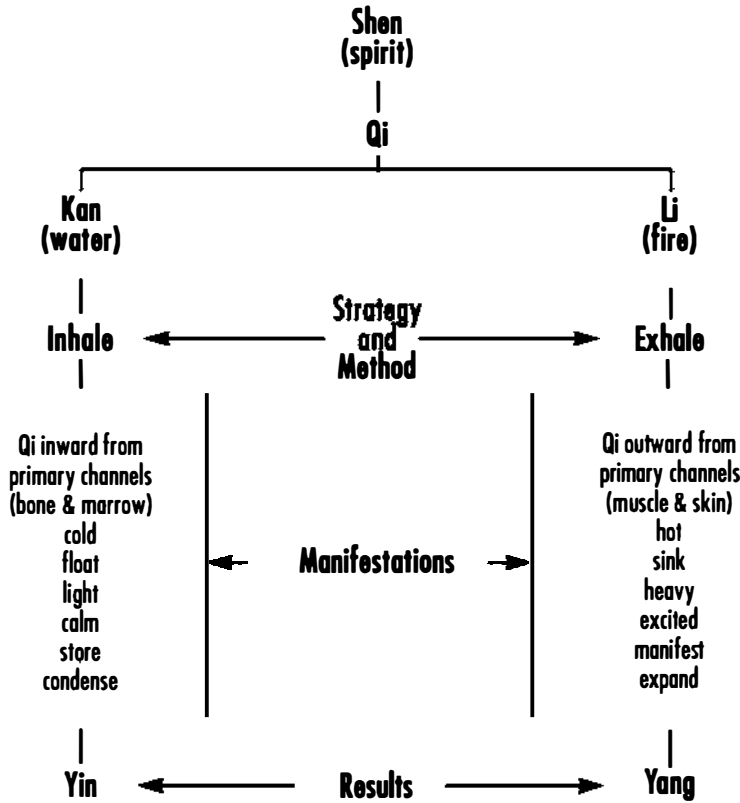 Shen
(spirit)
Qi
Kan
(water)
Li
(fire)
Inhale
Strategy
and
Method
Exhale
Qi inward from
primary channels
(bone & marrow)
cold
float
light
calm
store
condense
Manifestations
Qi outward from
primary channels
(muscle & skin)
hot
sink
heavy
excited
manifest
expand
Yin
Results
Yang